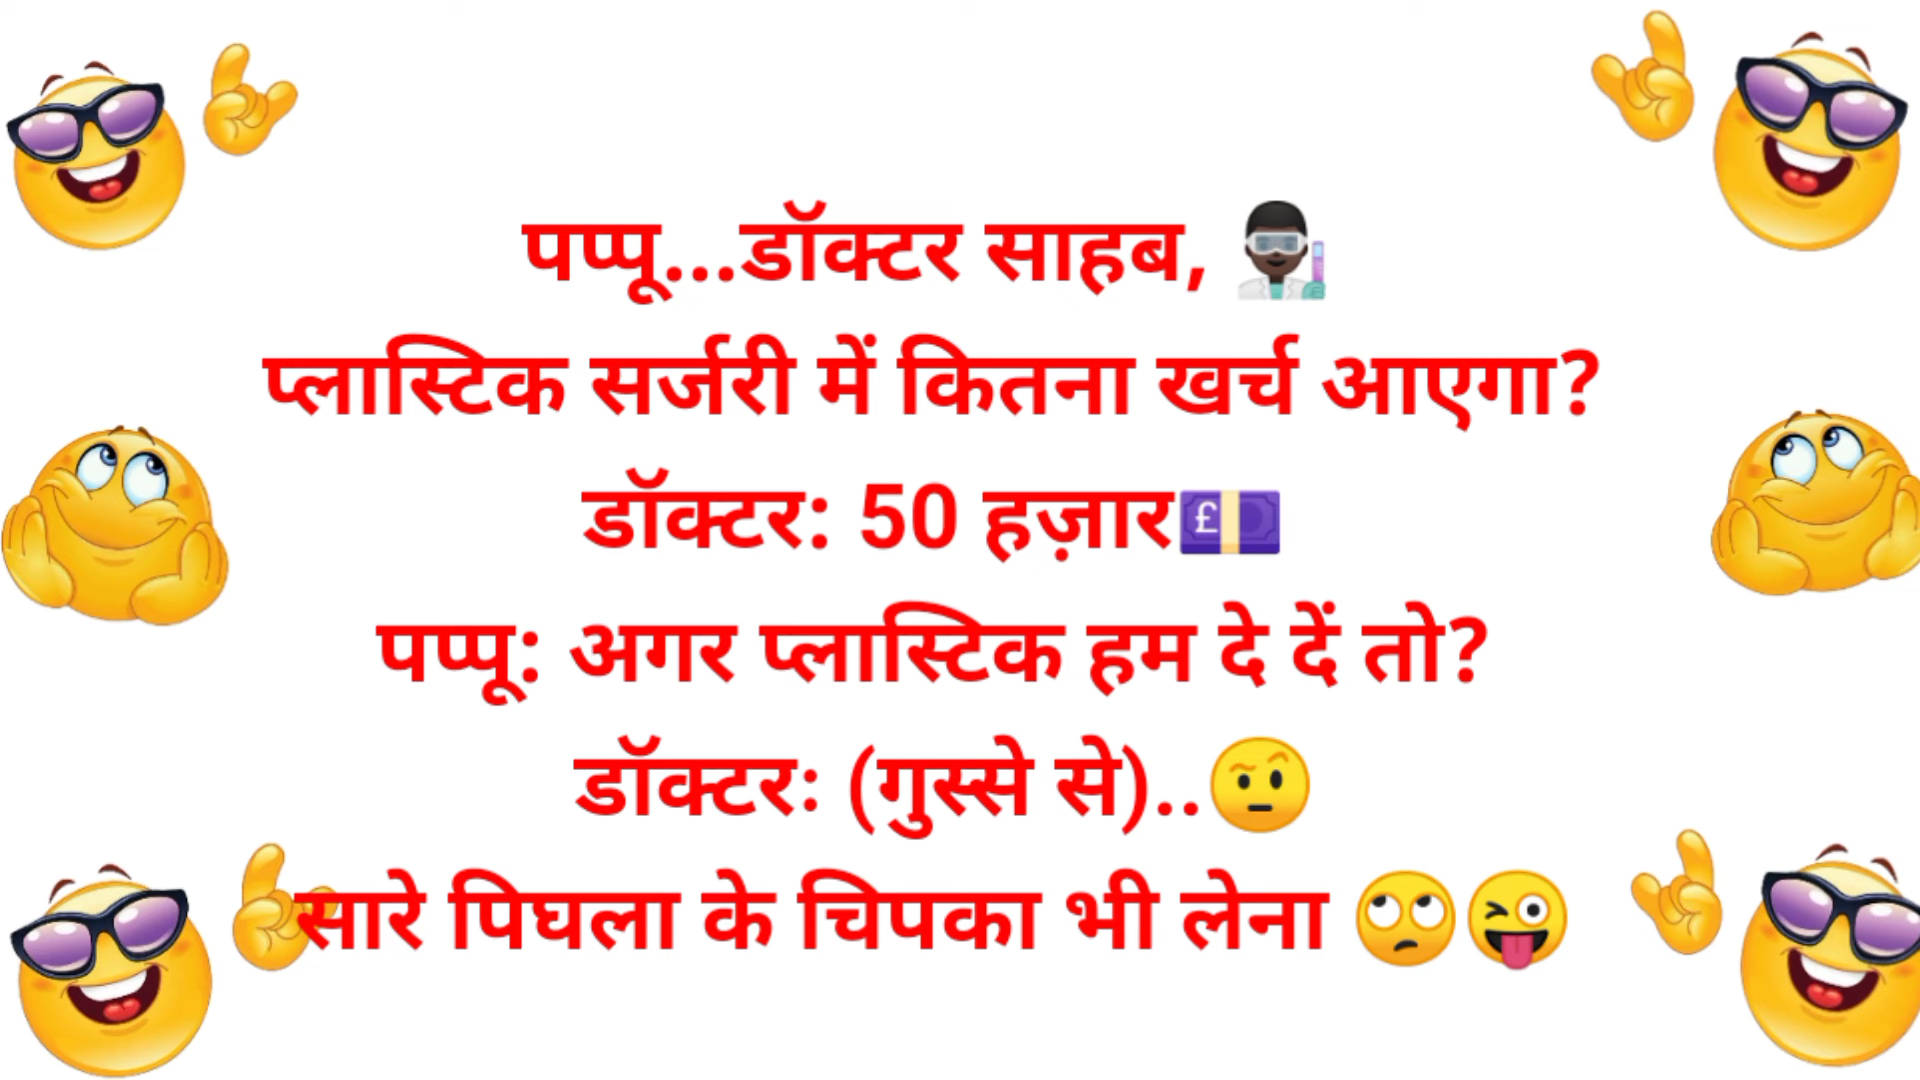 पप्पू...डॉक्टर साहब, 👨🏿‍🔬
प्लास्टिक सर्जरी में कितना खर्च आएगा?
डॉक्टर: 50 हज़ार💷
पप्पू: अगर प्लास्टिक हम दे दें तो?
डॉक्टरः (गुस्से से)..🤨
सारे पिघला के चिपका भी लेना 🙄😜